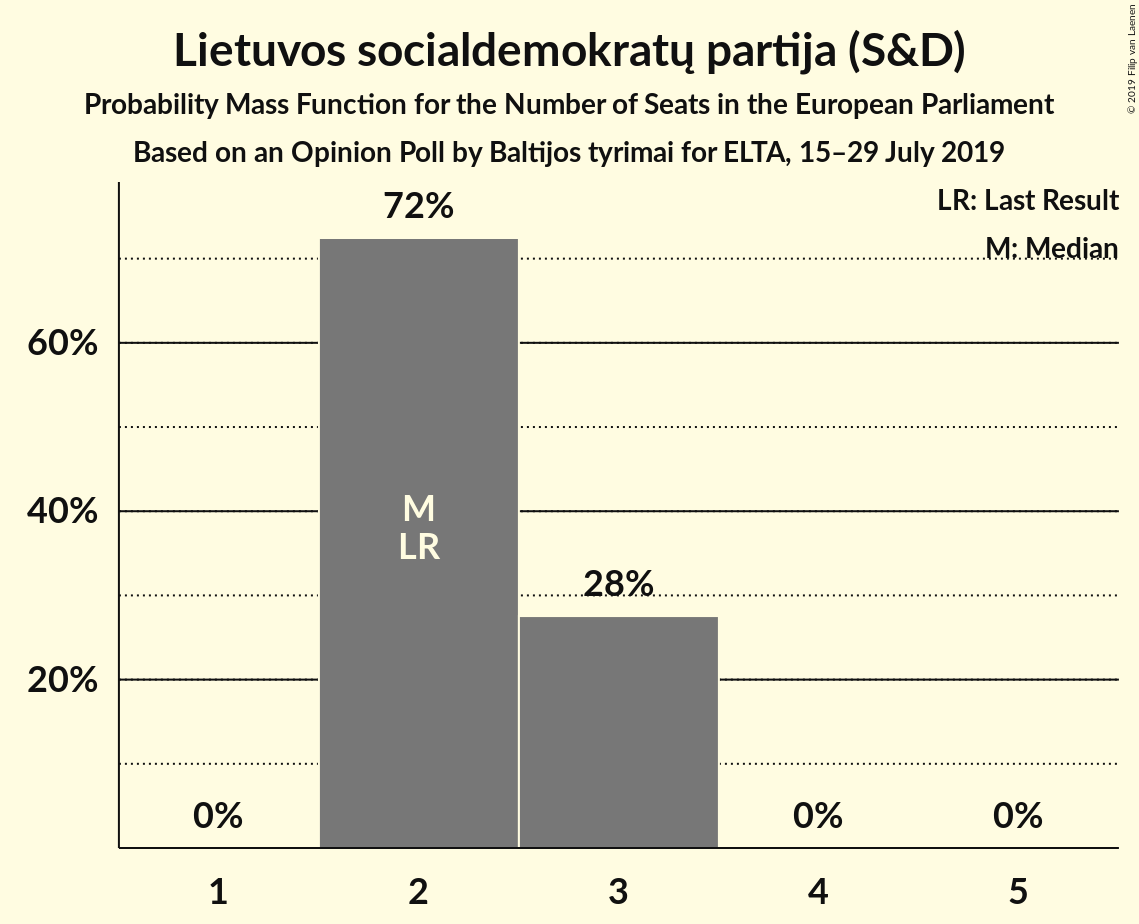 Lietuvos socialdemokratų partija (S&D)
Probability Mass Function for the Number of Seats in the European Parliament
Based on an Opinion Poll by Baltijos tyrimai for ELTA, 15–29 July 2019
© 2019 Filip van Laenen
LR: Last Result
M: Median
72%
60%
40%
20%
M
LR
28%
0%
0%
0%
1
2
3
4
5